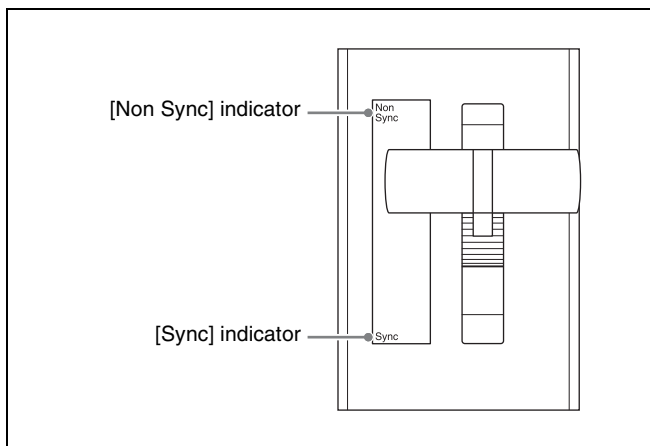 [Non Sync] indicator
Non
Sync
[Sync] indicator
Sync